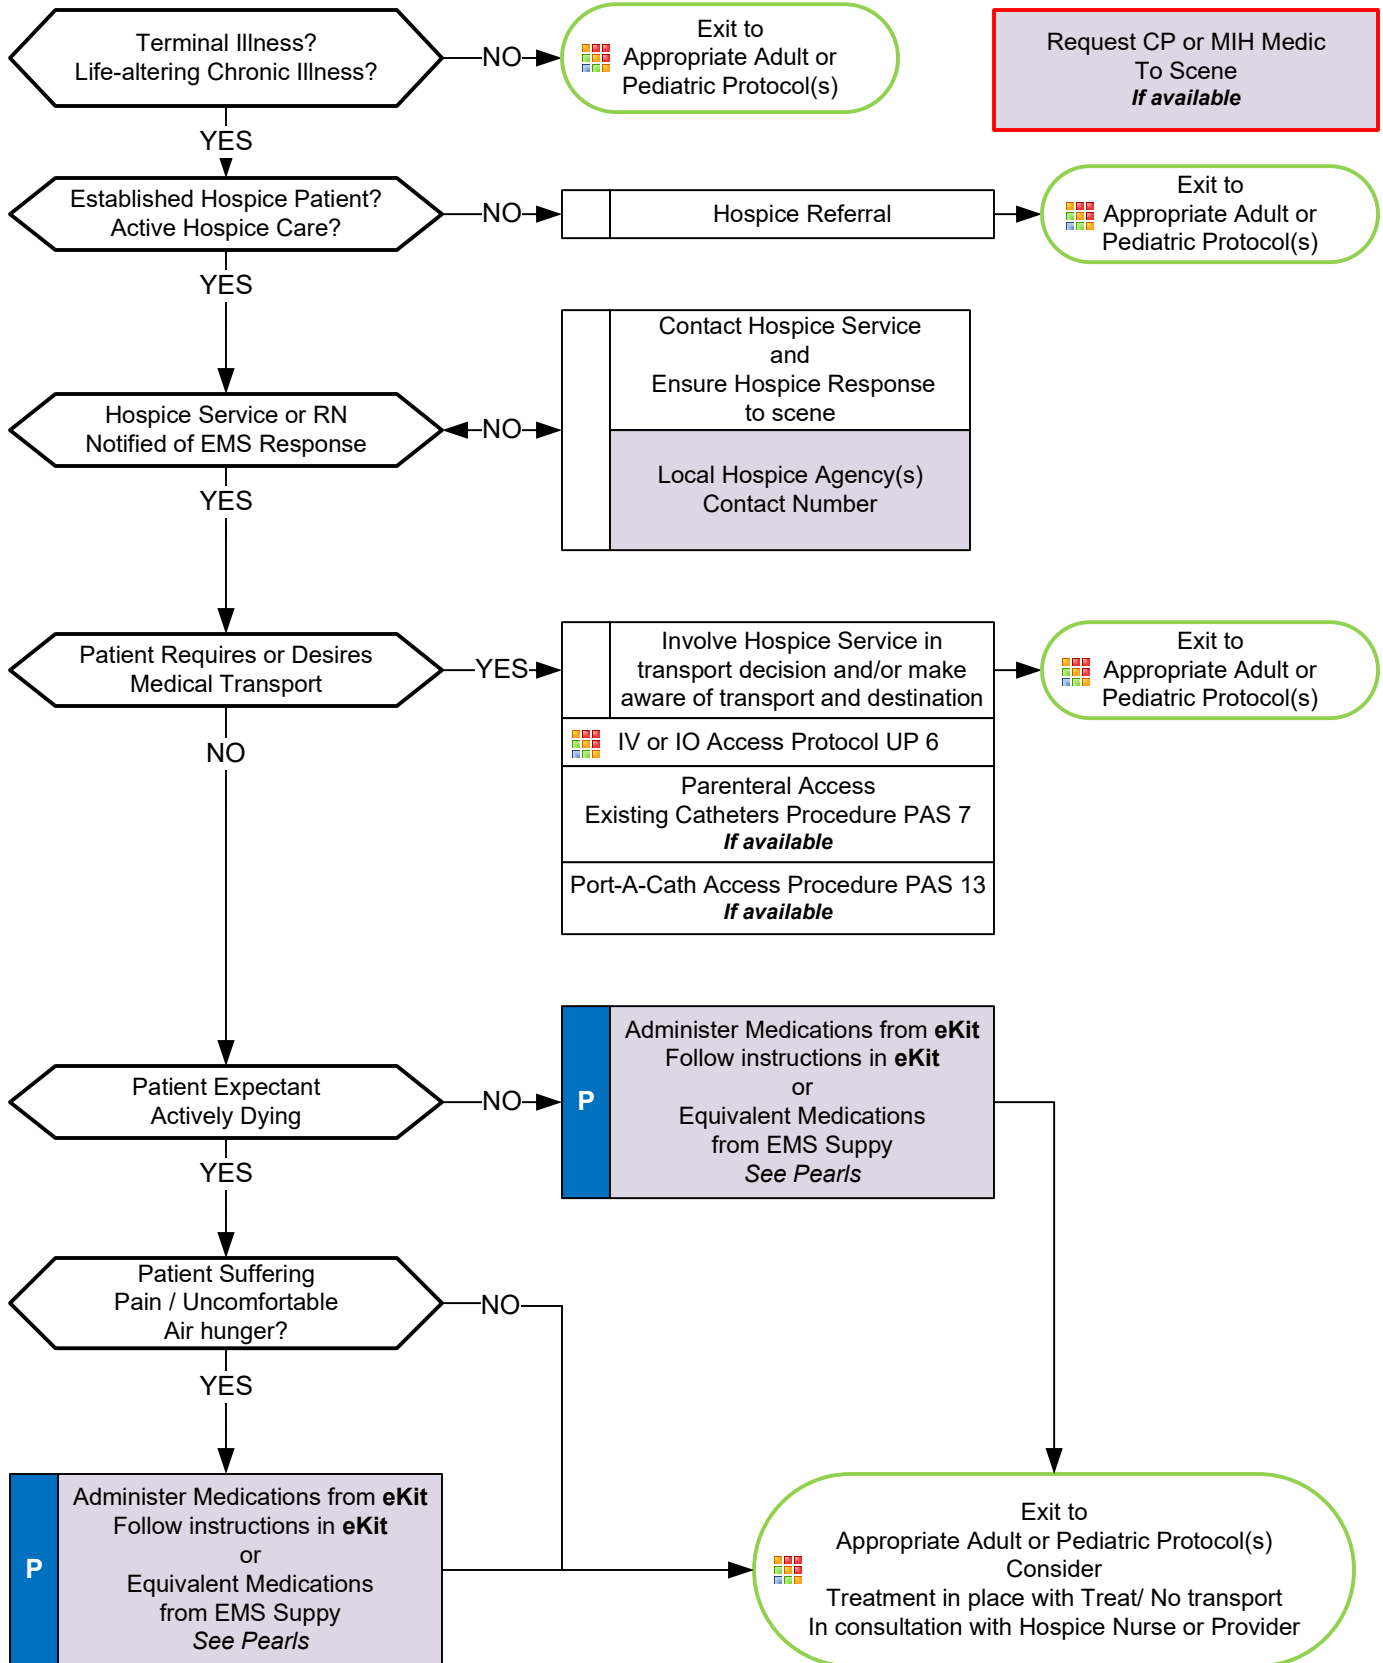 Terminal Illness?
Life-altering Chronic Illness?
NO
Exit to
Appropriate Adult or
Pediatric Protocol(s)
Request CP or MIH Medic
To Scene
If available
YES
Established Hospice Patient?
Active Hospice Care?
NO
Hospice Referral
Exit to
Appropriate Adult or
Pediatric Protocol(s)
YES
Contact Hospice Service
and
Ensure Hospice Response
to scene
Hospice Service or RN
Notified of EMS Response
NO
Local Hospice Agency(s)
Contact Number
YES
Patient Requires or Desires
Medical Transport
YES
Involve Hospice Service in
transport decision and/or make
aware of transport and destination
Exit to
Appropriate Adult or
Pediatric Protocol(s)
IV or IO Access Protocol UP 6
Parenteral Access
Existing Catheters Procedure PAS 7
If available
Port-A-Cath Access Procedure PAS 13
If available
NO
Patient Expectant
Actively Dying
NO
P
Administer Medications from eKit
Follow instructions in eKit
or
Equivalent Medications
from EMS Suppy
See Pearls
YES
Patient Suffering
Pain / Uncomfortable
Air hunger?
NO
YES
P
Administer Medications from eKit
Follow instructions in eKit
or
Equivalent Medications
from EMS Suppy
See Pearls
Exit to
Appropriate Adult or Pediatric Protocol(s)
Consider
Treatment in place with Treat/ No transport
In consultation with Hospice Nurse or Provider